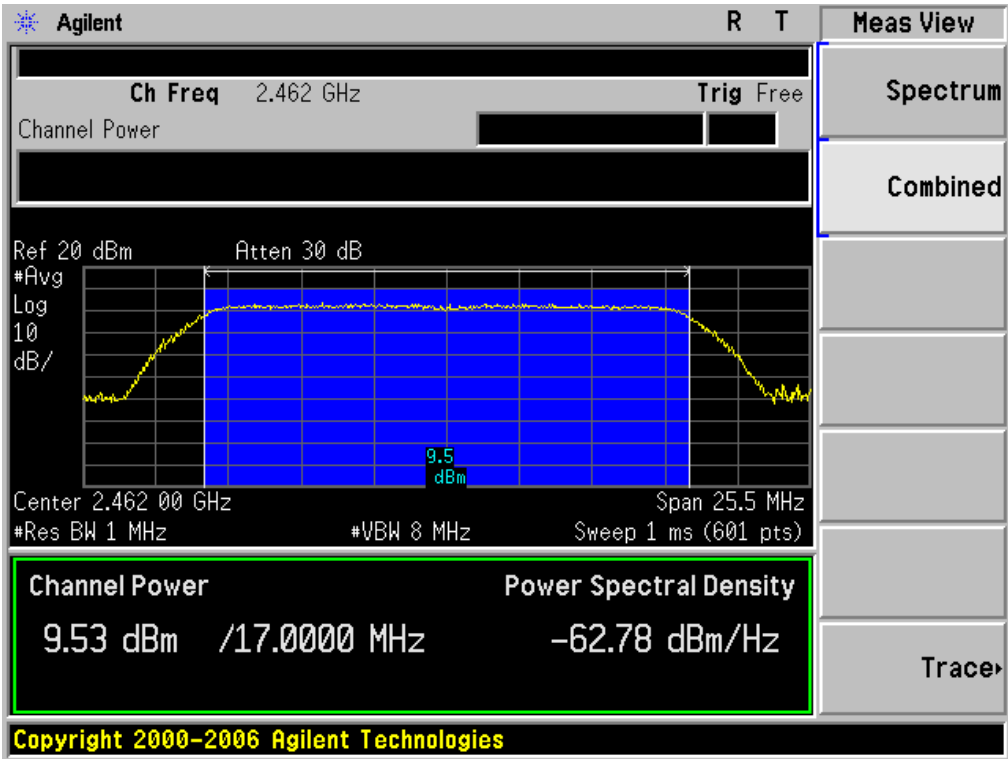 Agilent R T Meas View
Ch Freq 2.462 GHz Trig Free
Channel Power
Spectrum
Combined
Ref 20 dBm Atten 30 dB
#Avg
Log
10
dB/
9.5
dBm
Center 2.462 00 GHz Span 25.5 MHz
#Res BW 1 MHz #VBW 8 MHz Sweep 1 ms (601 pts)
Channel Power Power Spectral Density
9.53 dBm /17.0000 MHz -62.78 dBm/Hz
Trace
Copyright 2000-2006 Agilent Technologies